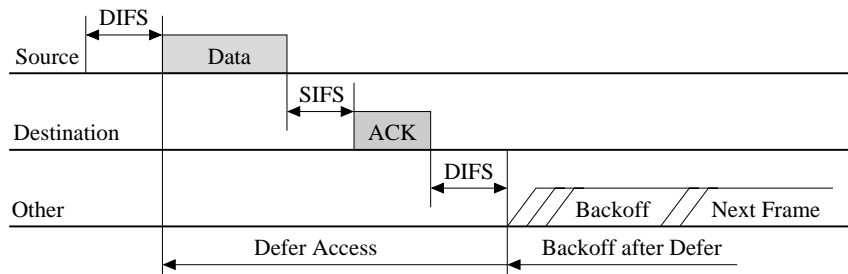 DIFS
Source
Data
SIFS
Destination
ACK
DIFS
Other
Backoff
Next Frame
Defer Access
Backoff after Defer